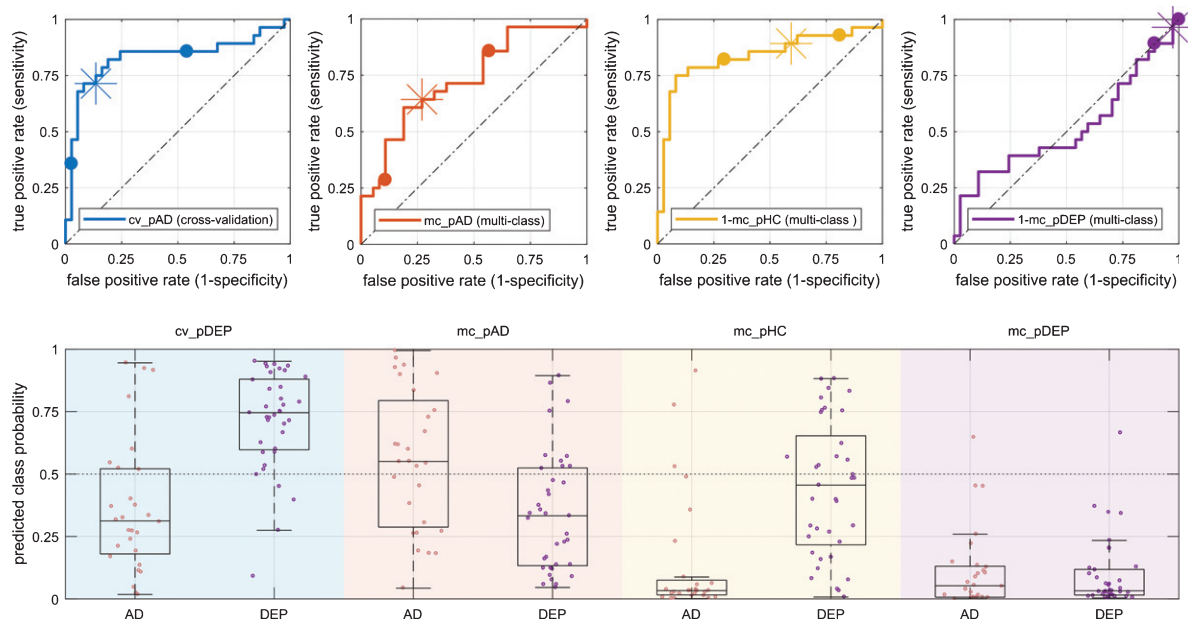 true positive rate (sensitivity)
1
0.75
0.5
0.25
0
0 0.25 0.5 0.75 1
cv_pAD (cross-validation)
false positive rate (1-specificity)
true positive rate (sensitivity)
1
0.75
0.5
0.25
0
0 0.25 0.5 0.75 1
mc_pAD (multi-class)
false positive rate (1-specificity)
true positive rate (sensitivity)
1
0.75
0.5
0.25
0
0 0.25 0.5 0.75 1
1-mc_pHC (multi-class )
false positive rate (1-specificity)
true positive rate (sensitivity)
1
0.75
0.5
0.25
0
0 0.25 0.5 0.75 1
1-mc_pDEP (multi-class)
false positive rate (1-specificity)
cv_pDEP mc_pAD mc_pHC mc_pDEP
predicted class probability
1
0.75
0.5
0.25
0
AD DEP AD DEP AD DEP AD DEP